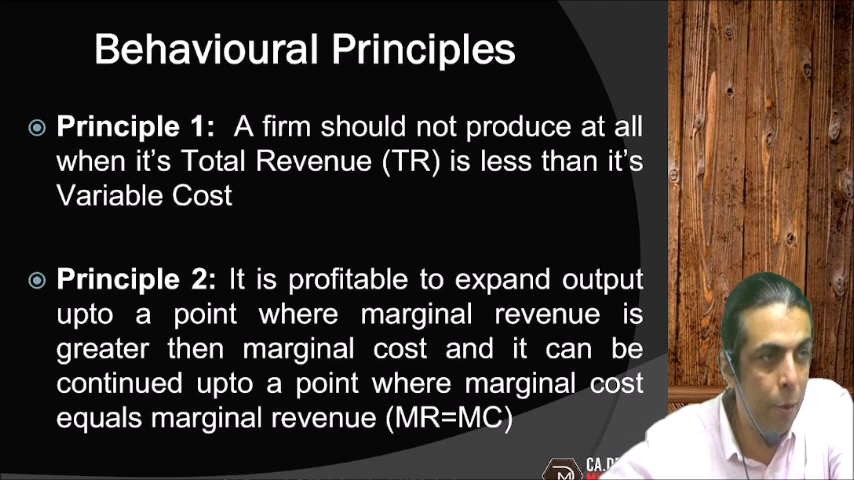 Behavioural Principles
Principle 1: A firm should not produce at all
when it's Total Revenue (TR) is less than it's
Variable Cost
Principle 2: It is profitable to expand output
upto a point where marginal revenue is
greater then marginal cost and it can be
continued upto a point where marginal cost
equals marginal revenue (MR=MC)